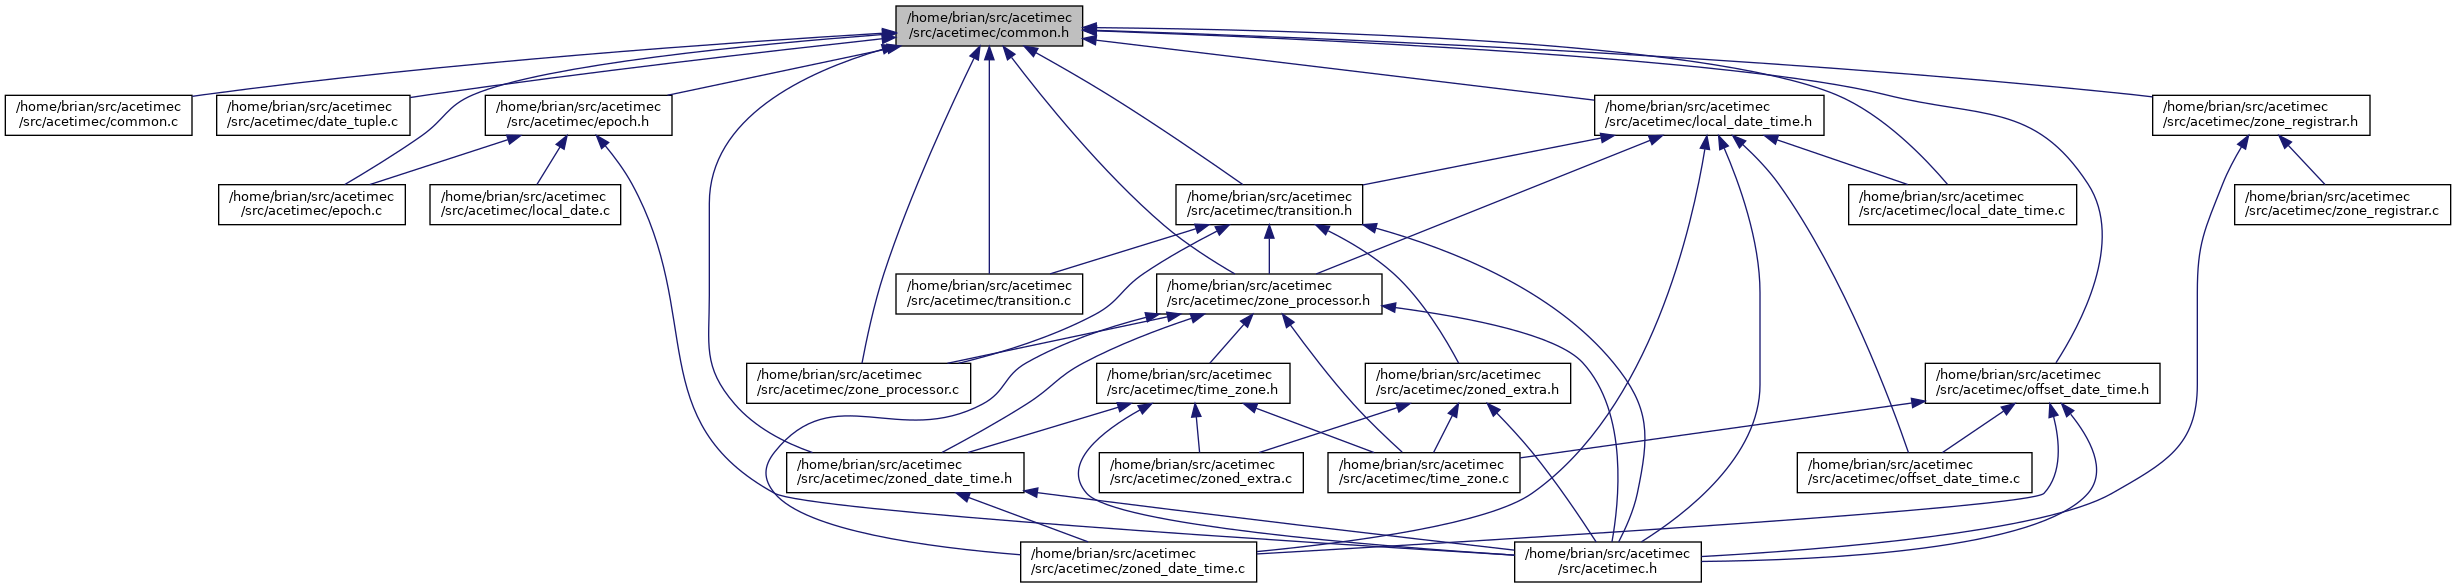 /home/brian/src/acetimec
/src/acetimec/common.h
/home/brian/src/acetimec
/src/acetimec/common.c
/home/brian/src/acetimec
/src/acetimec/date_tuple.c
/home/brian/src/acetimec
/src/acetimec/epoch.h
/home/brian/src/acetimec
/src/acetimec/local_date_time.h
/home/brian/src/acetimec
/src/acetimec/zone_registrar.h
/home/brian/src/acetimec
/src/acetimec/epoch.c
/home/brian/src/acetimec
/src/acetimec/local_date.c
/home/brian/src/acetimec
/src/acetimec/transition.h
/home/brian/src/acetimec
/src/acetimec/local_date_time.c
/home/brian/src/acetimec
/src/acetimec/zone_registrar.c
/home/brian/src/acetimec
/src/acetimec/transition.c
/home/brian/src/acetimec
/src/acetimec/zone_processor.h
/home/brian/src/acetimec
/src/acetimec/zone_processor.c
/home/brian/src/acetimec
/src/acetimec/time_zone.h
/home/brian/src/acetimec
/src/acetimec/zoned_extra.h
/home/brian/src/acetimec
/src/acetimec/offset_date_time.h
/home/brian/src/acetimec
/src/acetimec/zoned_date_time.h
/home/brian/src/acetimec
/src/acetimec/zoned_extra.c
/home/brian/src/acetimec
/src/acetimec/time_zone.c
/home/brian/src/acetimec
/src/acetimec/offset_date_time.c
/home/brian/src/acetimec
/src/acetimec/zoned_date_time.c
/home/brian/src/acetimec
/src/acetimec.h